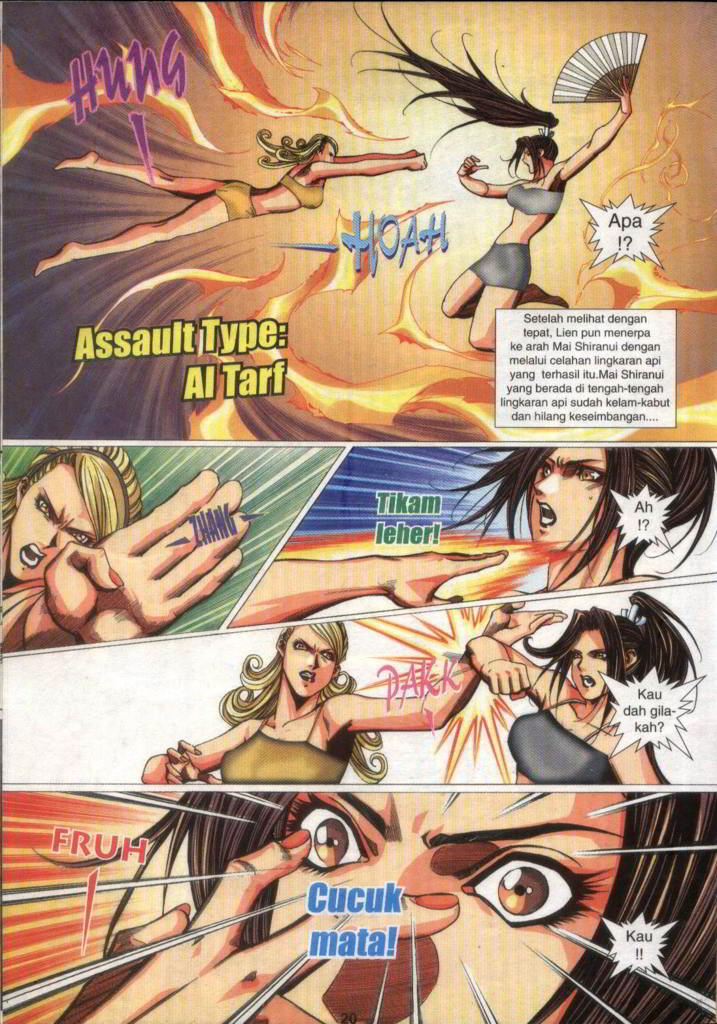 HUNG
HOAH
Apa
!?
Assault Type:
Al Tarf
Setelah melihat dengan
tepat, Lien pun menerpa
ke arah Mai Shiranui dengan
melalui celahan lingkaran api
yang terhasil itu.Mai Shiranui
yang berada di tengah-tengah
lingkaran api sudah kelam-kabut
dan hilang keseimbangan....
ZHANG
Tikam
leher!
Ah
!?
PAKK
Kau
dah gila-
kah?
FRUH
Cucuk
mata!
Kau
!!
20